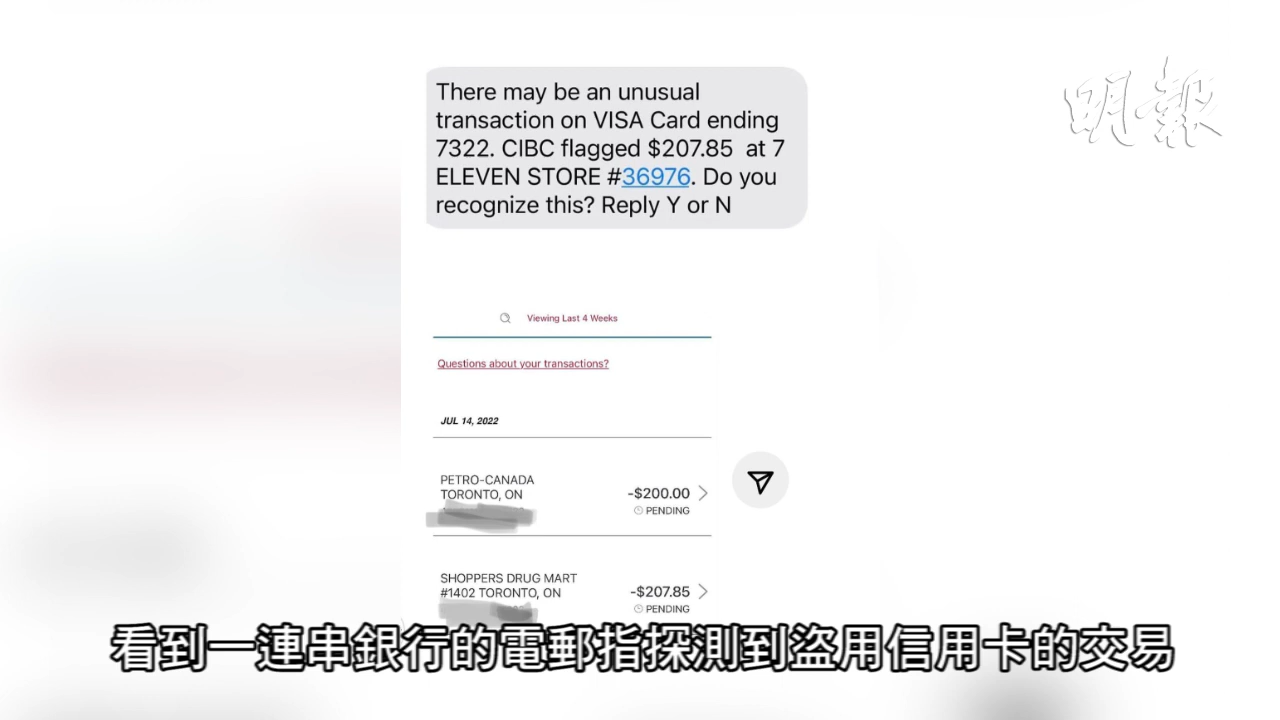 明報
There may be an unusual
transaction on VISA Card ending
7322. CIBC flagged $207.85 at 7
ELEVEN STORE #36976. Do you
recognize this? Reply Y or N
Viewing Last 4 Weeks
Questions about your transactions?
JUL 14, 2022
PETRO-CANADA
TORONTO, ON
-$200.00
PENDING
SHOPPERS DRUG MART
#1402 TORONTO, ON
-$207.85
PENDING
看到一連串銀行的電郵指探測到盜用信用卡的交易